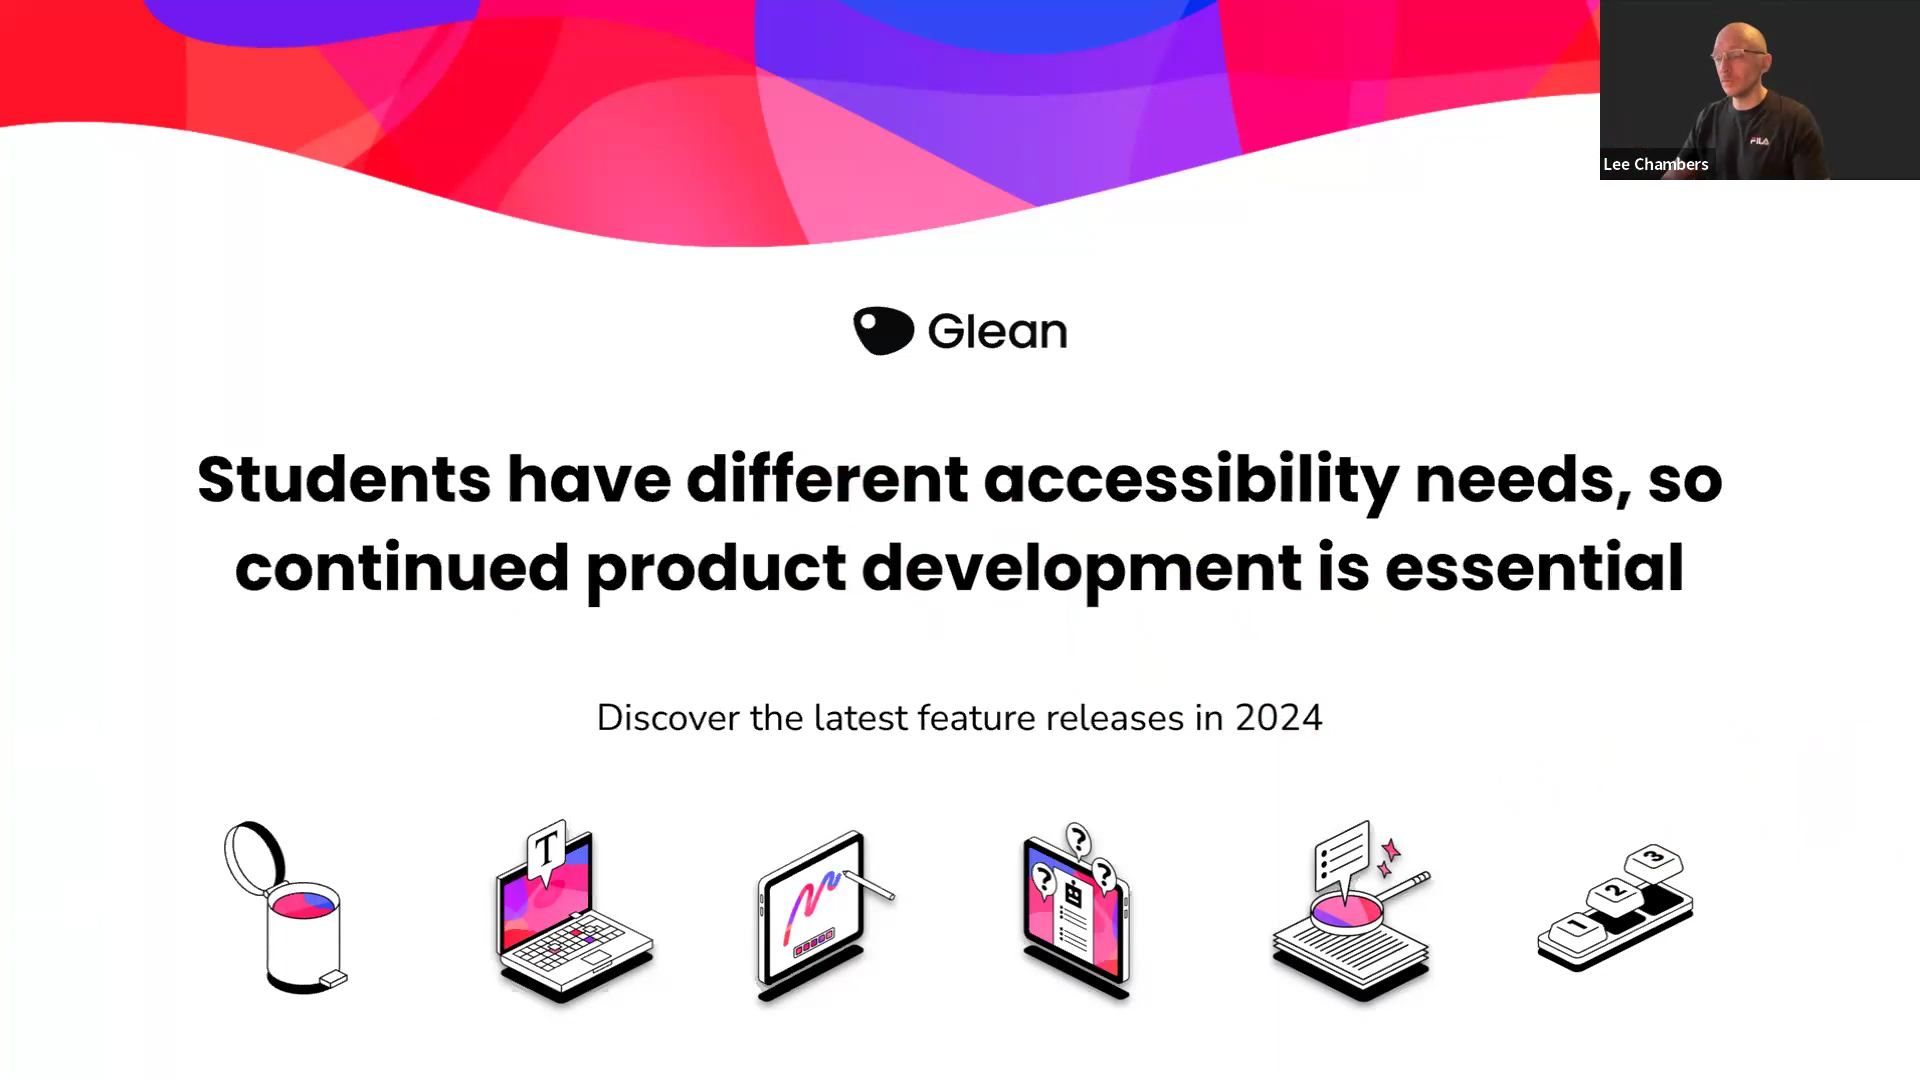 FILA
Lee Chambers
Glean
Students have different accessibility needs, so
continued product development is essential
Discover the latest feature releases in 2024
T
?
?
?
1
2
3